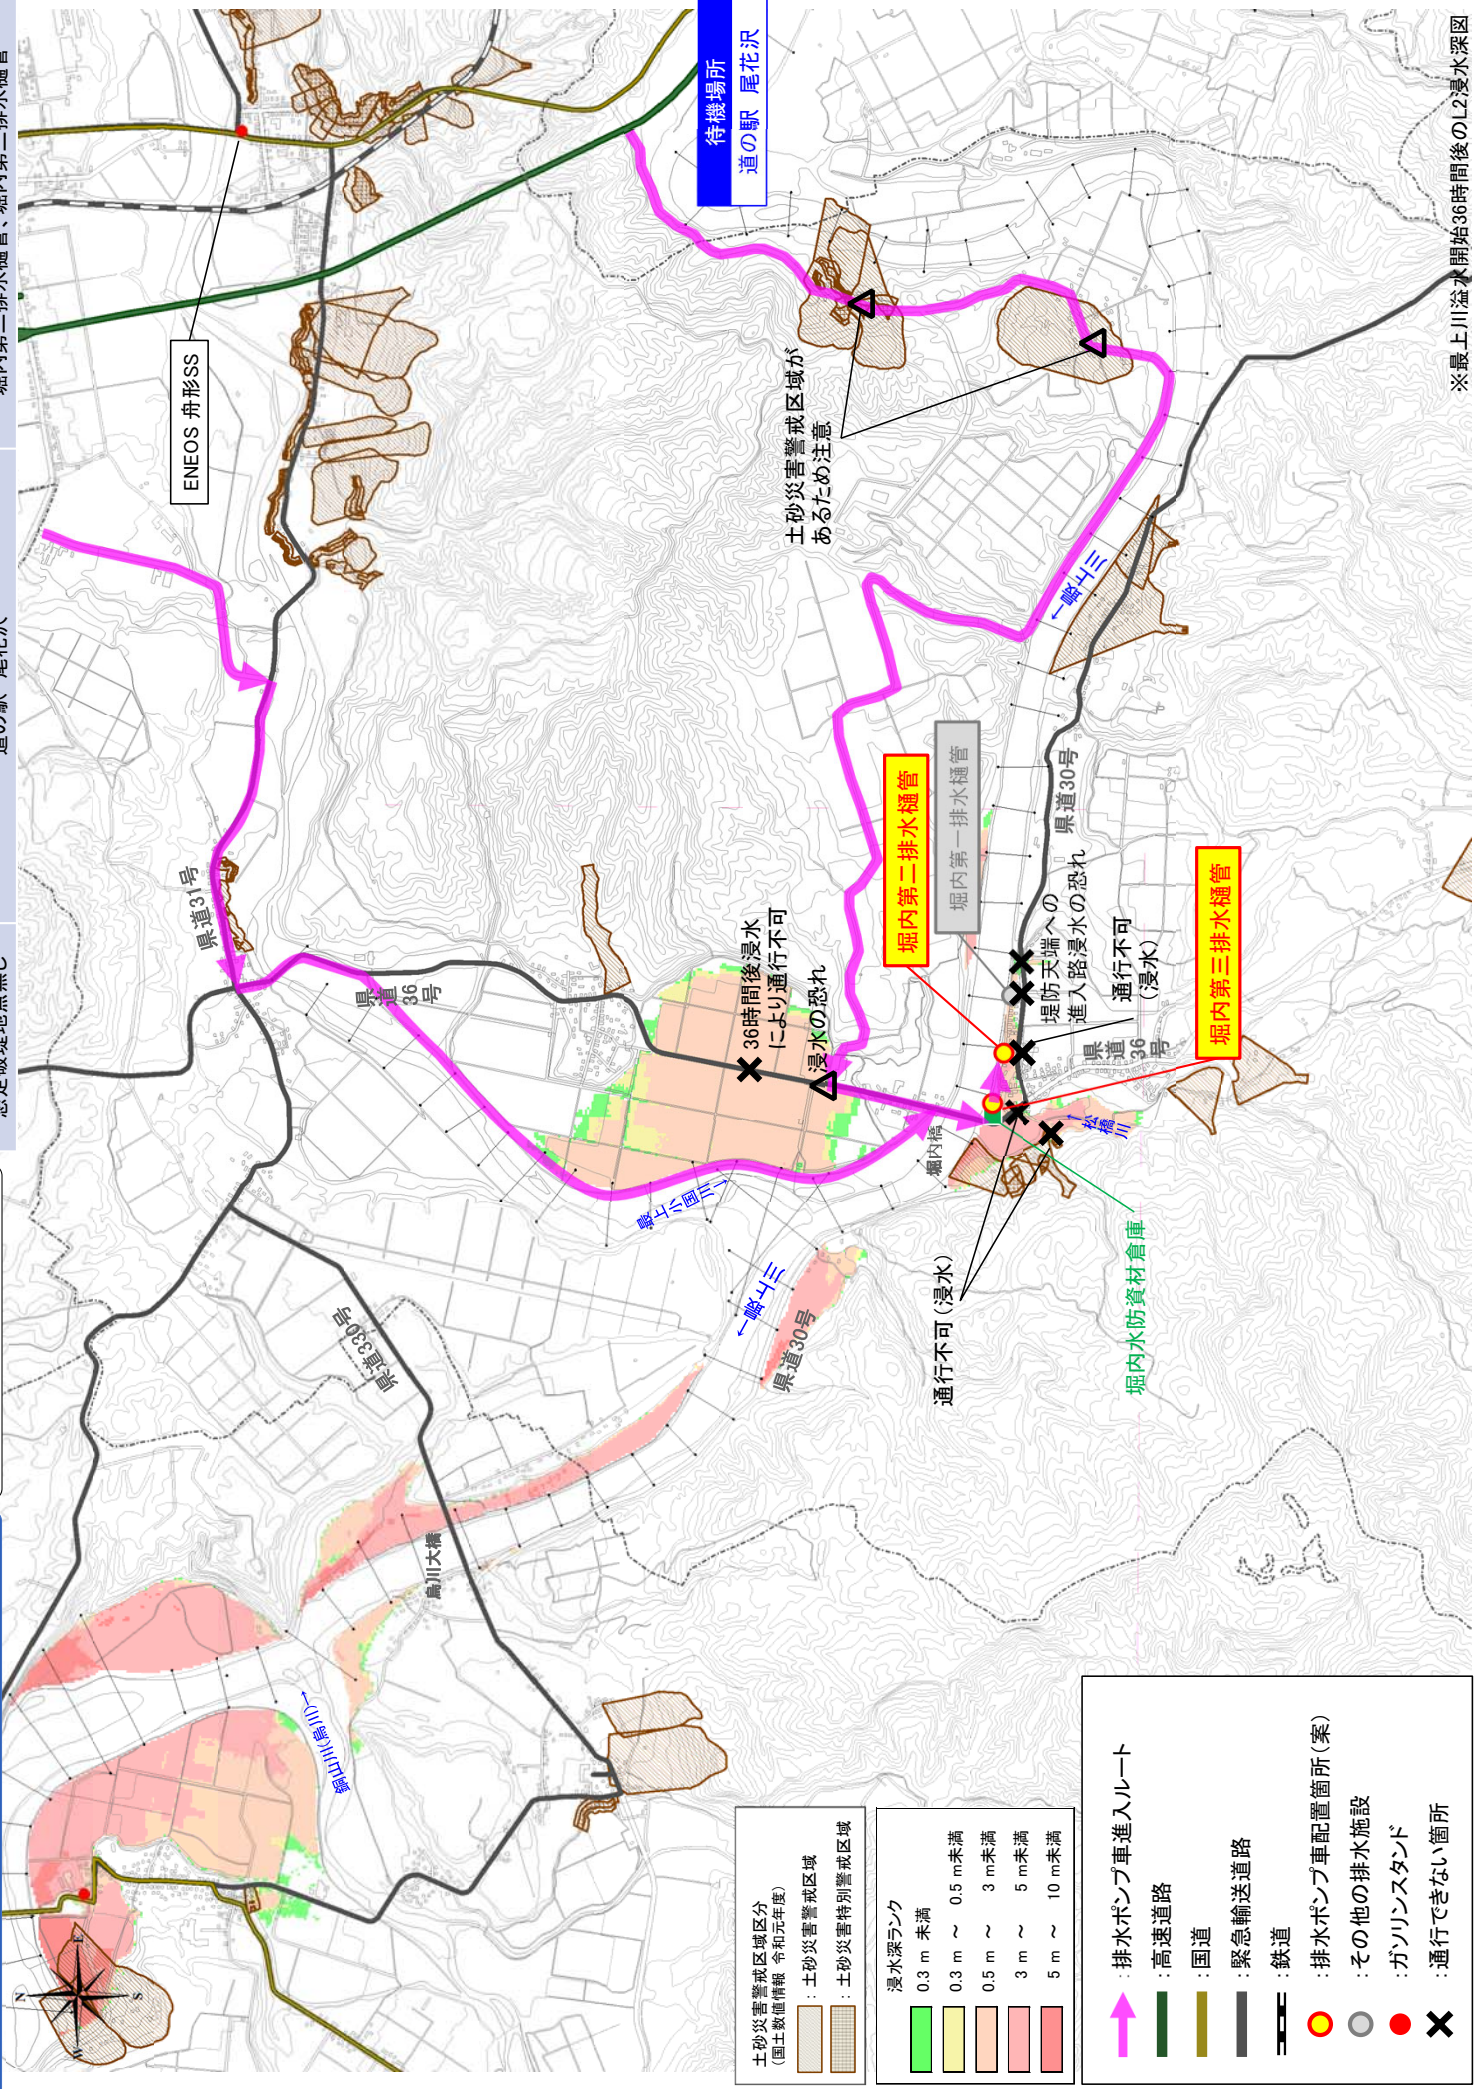 待機場所
道の駅 尾花沢
ENEOS 舟形SS
土砂災害警戒区域が
あるため注意
県道31号
県道
36
号
36時間後浸水
により通行不可
浸水の恐れ
←最上川
堀内第二排水樋管
堀内第一排水樋管
県道30号
堤防天端への
進入路浸水の恐れ
通行不可
(浸水)
県道
36
号
堀内第三排水樋管
堀内橋
←松橋川
最上小国川→
←最上川
県道30号
通行不可(浸水)
堀内水防資材倉庫
県道330号
烏川大橋
銅山川(烏川)→
N
E
S
W
土砂災害警戒区域区分
(国土数値情報 令和元年度)
:土砂災害警戒区域
:土砂災害特別警戒区域
浸水深ランク
0.3 m 未満
0.3 m ~ 0.5 m未満
0.5 m ~ 3 m未満
3 m ~ 5 m未満
5 m ~ 10 m未満
:排水ポンプ車進入ルート
:高速道路
:国道
:緊急輸送道路
:鉄道
:排水ポンプ車配置箇所(案)
:その他の排水施設
:ガソリンスタンド
:通行できない箇所
※最上川溢水開始36時間後のL2浸水深図